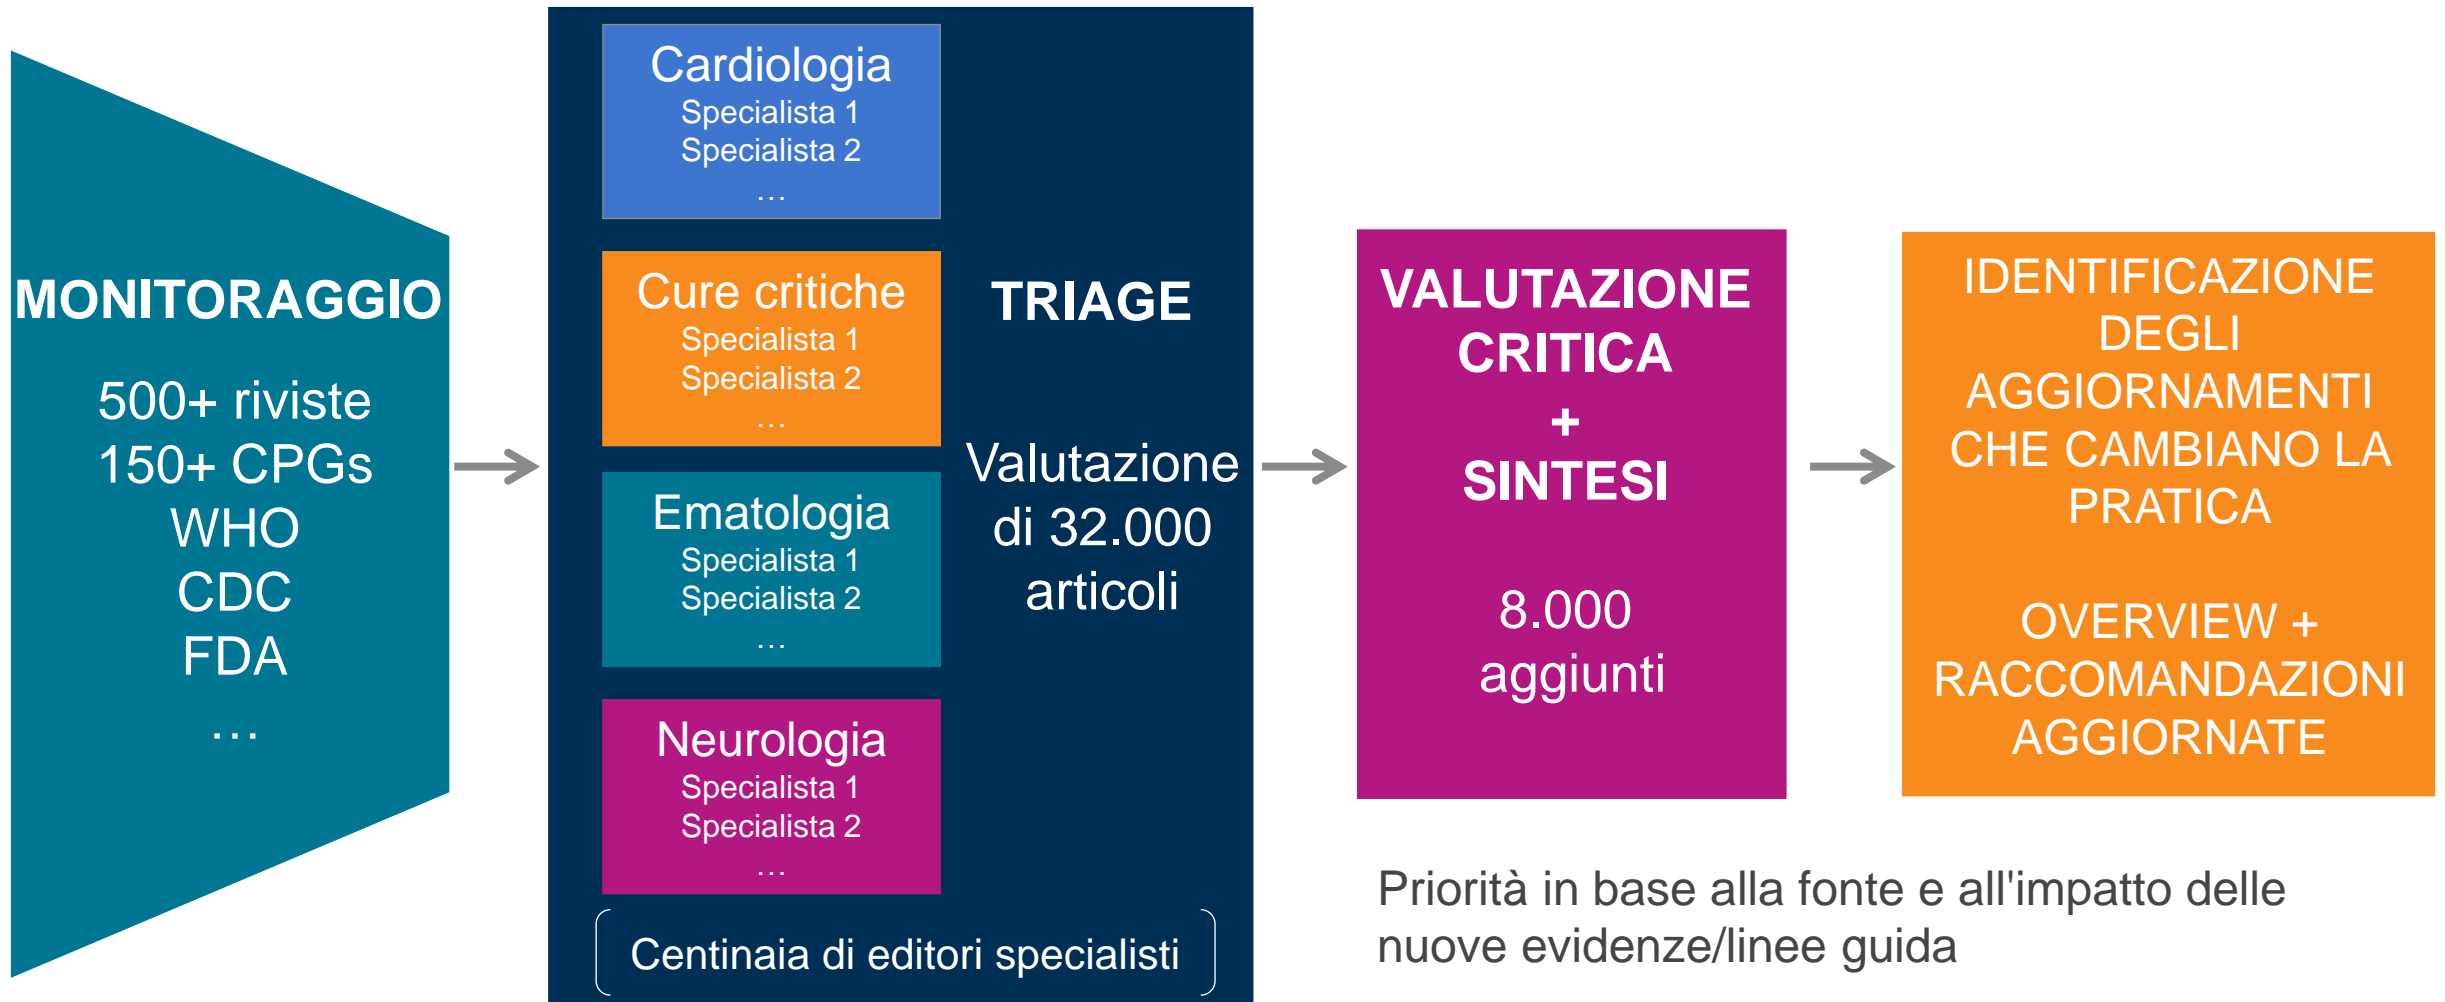 MONITORAGGIO
500+ riviste
150+ CPGs
WHO
CDC
FDA
…
Cardiologia
Specialista 1
Specialista 2
…
Cure critiche
Specialista 1
Specialista 2
…
Ematologia
Specialista 1
Specialista 2
…
Neurologia
Specialista 1
Specialista 2
…
Centinaia di editori specialisti
TRIAGE
Valutazione
di 32.000
articoli
VALUTAZIONE
CRITICA
+
SINTESI
8.000
aggiunti
IDENTIFICAZIONE
DEGLI
AGGIORNAMENTI
CHE CAMBIANO LA
PRATICA
OVERVIEW +
RACCOMANDAZIONI
AGGIORNATE
Priorità in base alla fonte e all'impatto delle
nuove evidenze/linee guida